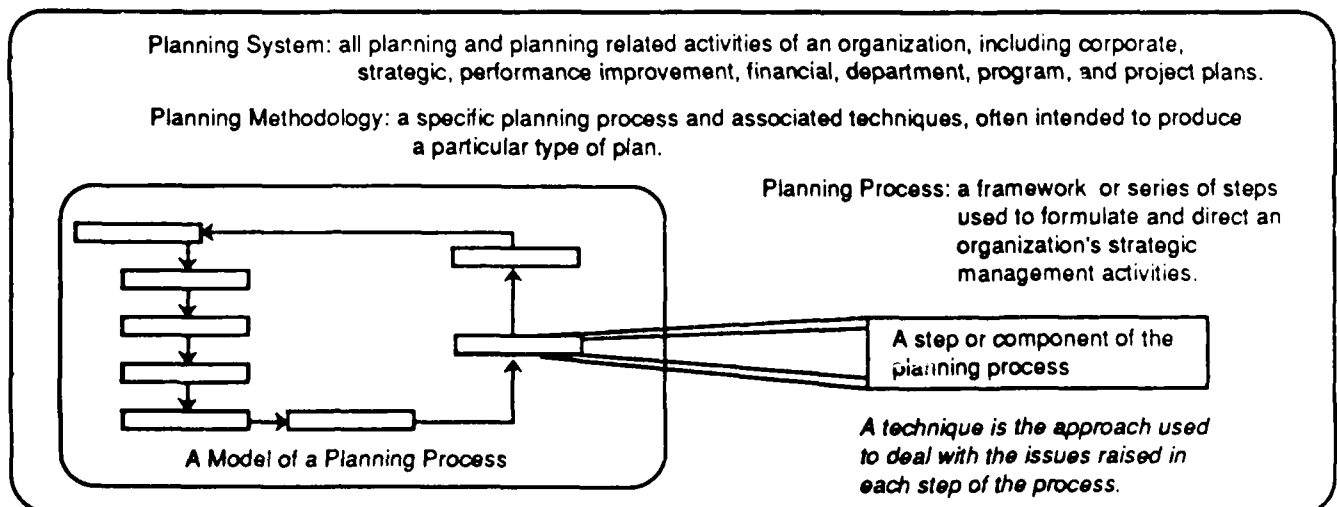 Planning System: all planning and planning related activities of an organization, including corporate,
strategic, performance improvement, financial, department, program, and project plans.
Planning Methodology: a specific planning process and associated techniques, often intended to produce
a particular type of plan.
Planning Process: a framework or series of steps
used to formulate and direct an
organization's strategic
management activities.
A step or component of the
planning process
A technique is the approach used
to deal with the issues raised in
each step of the process.
A Model of a Planning Process